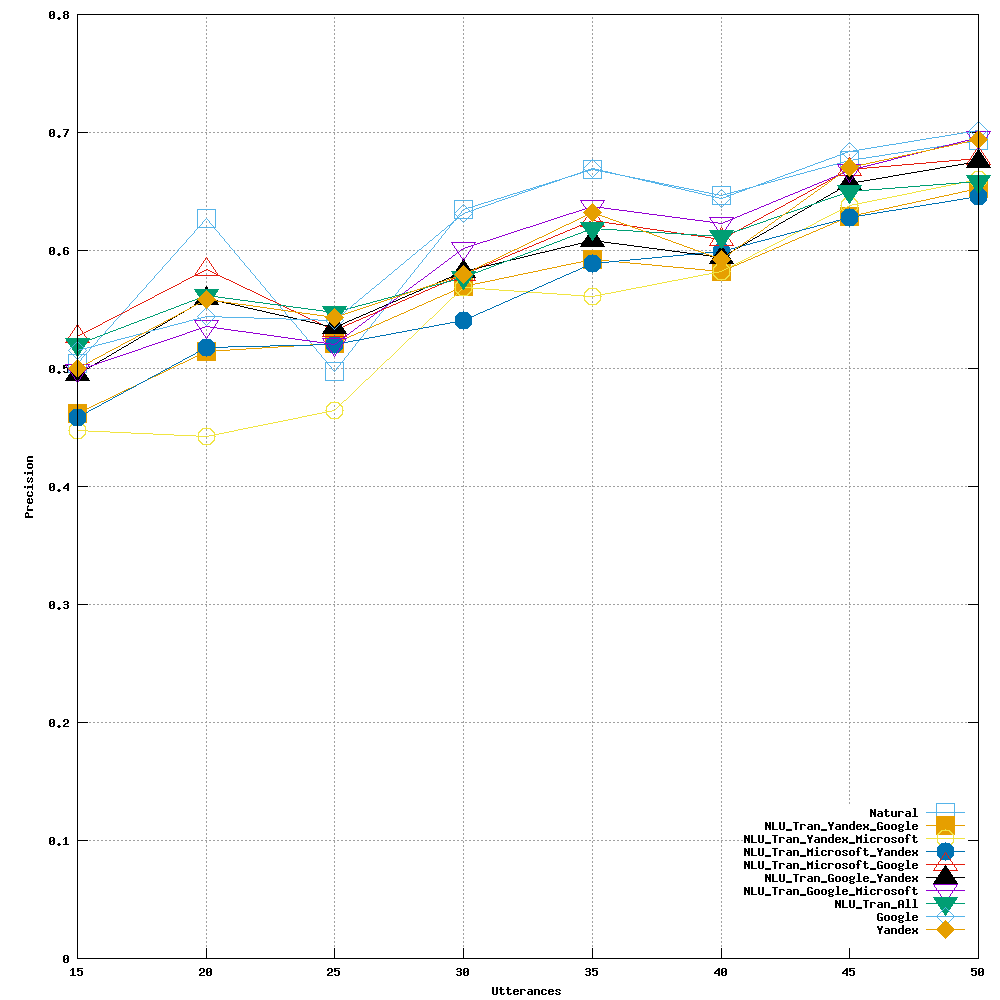 0.8
0.7
0.6
0.5
0.4
0.3
0.2
0.1
0
Precision
15 20 25 30 35 40 45 50
Utterances
Natural
NLU_Tran_Yandex_Google
NLU_Tran_Yandex_Microsoft
NLU_Tran_Microsoft_Yandex
NLU_Tran_Microsoft_Google
NLU_Tran_Google_Yandex
NLU_Tran_Google_Microsoft
NLU_Tran_All
Google
Yandex